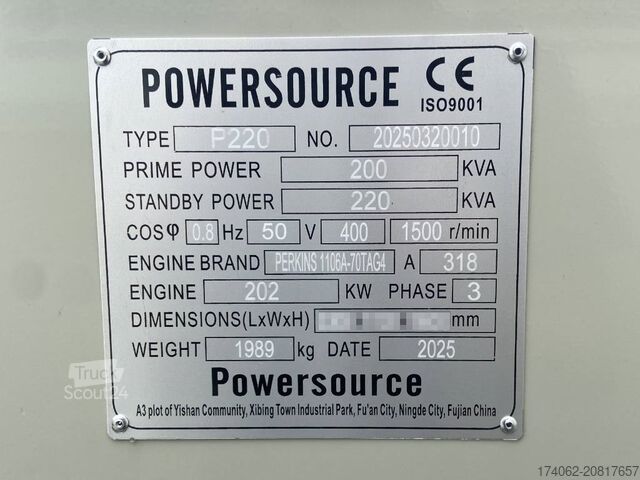 POWERSOURCE CE
ISO9001
TYPE P220 NO. 20250320010
PRIME POWER 200 KVA
STANDBY POWER 220 KVA
COSφ 0.8 Hz 50 V 400 1500 r/min
ENGINE BRAND PERKINS 1106A-70TAG4 A 318
ENGINE 202 KW PHASE 3
DIMENSIONS(LxWxH) mm
WEIGHT 1989 kg DATE 2025
Powersource
A3 plot of Yishan Community, Xibing Town Industrial Park, Fu'an City, Ningde City, Fujian China
Truck
Scout24
174062-20817657